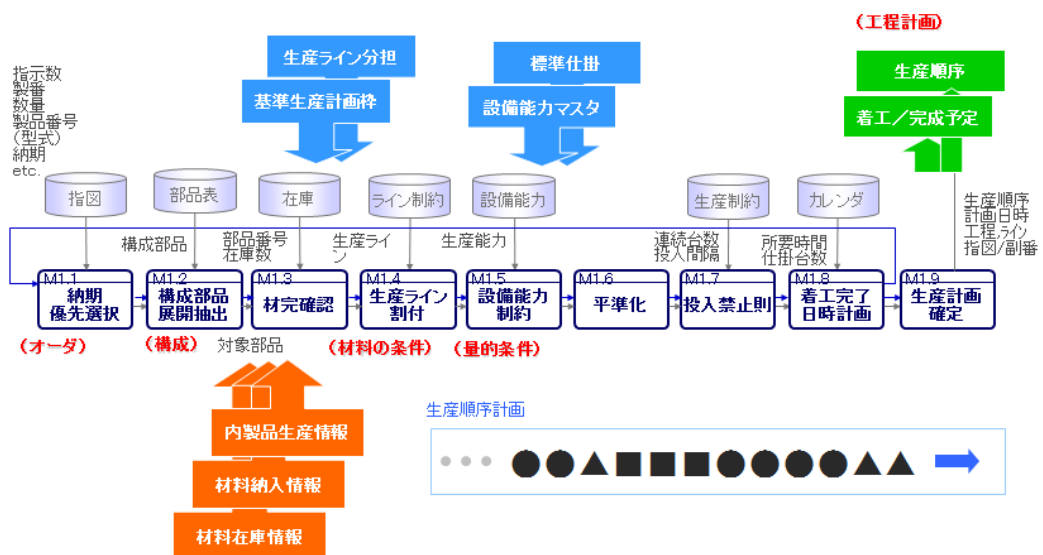 (工程計画)
生産ライン分担
基準生産計画枠
標準仕掛
設備能力マスタ
生産順序
着工／完成予定
指示数
製番
数量
製品番号
(型式)
納期
etc.
指図
部品表
在庫
ライン制約
設備能力
生産制約
カレンダ
構成部品
部品番号
在庫数
生産ライ
ン
生産能力
連続台数
投入間隔
所要時間
仕掛台数
生産順序
計画日時
工程,ライン
指図/副番
M1.1
納期
優先選択
M1.2
構成部品
展開抽出
M1.3
材完確認
M1.4
生産ライン
割付
M1.5
設備能力
制約
M1.6
平準化
M1.7
投入禁止則
M1.8
着工完了
日時計画
M1.9
生産計画
確定
(オーダ)
(構成)
対象部品
(材料の条件)
(量的条件)
内製品生産情報
材料納入情報
材料在庫情報
生産順序計画